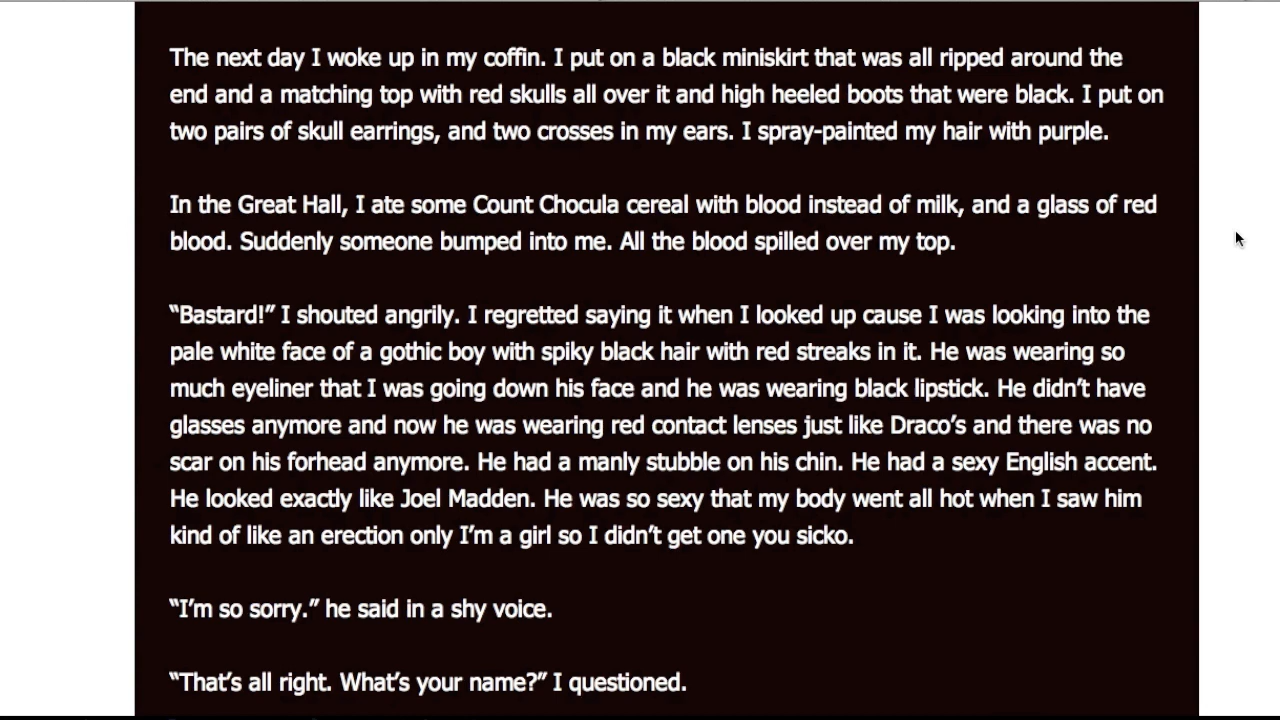 The next day I woke up in my coffin. I put on a black miniskirt that was all ripped around the
end and a matching top with red skulls all over it and high heeled boots that were black. I put on
two pairs of skull earrings, and two crosses in my ears. I spray-painted my hair with purple.
In the Great Hall, I ate some Count Chocula cereal with blood instead of milk, and a glass of red
blood. Suddenly someone bumped into me. All the blood spilled over my top.
“Bastard!” I shouted angrily. I regretted saying it when I looked up cause I was looking into the
pale white face of a gothic boy with spiky black hair with red streaks in it. He was wearing so
much eyeliner that I was going down his face and he was wearing black lipstick. He didn’t have
glasses anymore and now he was wearing red contact lenses just like Draco’s and there was no
scar on his forhead anymore. He had a manly stubble on his chin. He had a sexy English accent.
He looked exactly like Joel Madden. He was so sexy that my body went all hot when I saw him
kind of like an erection only I’m a girl so I didn’t get one you sicko.
“I’m so sorry.” he said in a shy voice.
“That’s all right. What’s your name?” I questioned.